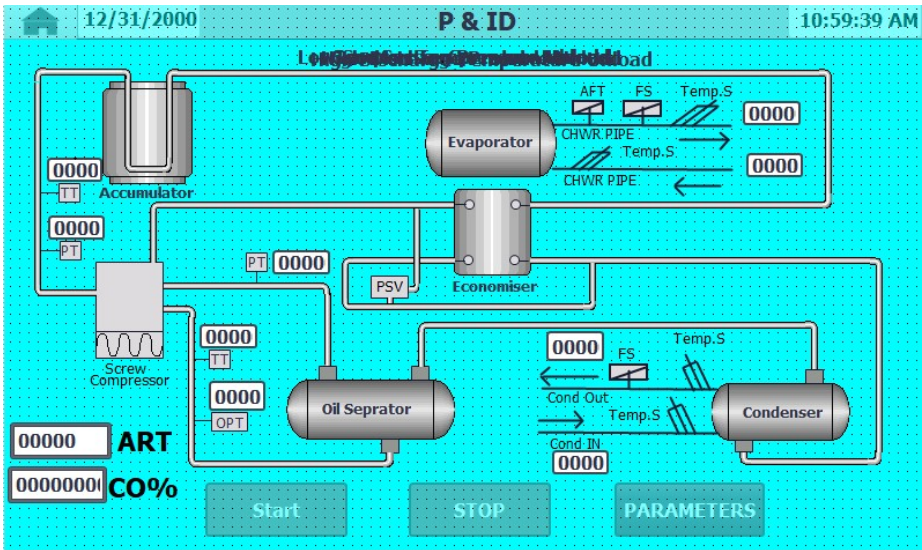 12/31/2000 P & ID 10:59:39 AM
AFT FS Temp.S
0000
Evaporator
CHWR PIPE
Temp.S
0000
CHWR PIPE
0000
TT
Accumulator
0000
PT
PT 0000
PSV
Economiser
0000
TT
Screw
Compressor
0000
OPT
Oil Seprator
0000
FS
Temp.S
Cond Out
Temp.S
Condenser
Cond IN
0000
00000 ART
0000000 CO%
Start STOP PARAMETERS